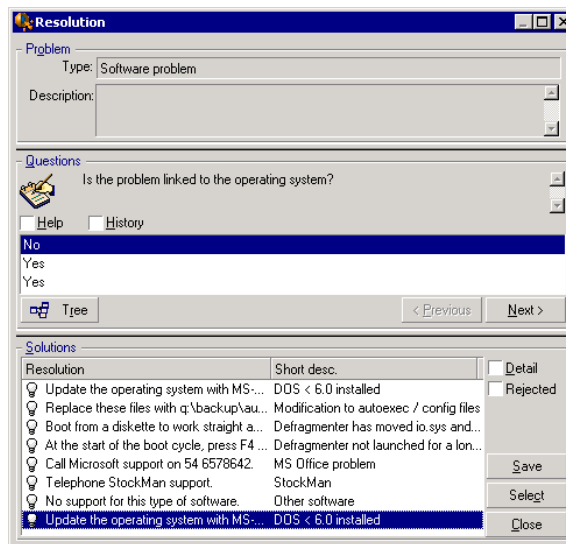 Resolution
Problem
Type: Software problem
Description:
Questions
Is the problem linked to the operating system?
Help History
No
Yes
Yes
Tree < Previous Next >
Solutions
Resolution Short desc. Detail
Update the operating system with MS-... DOS < 6.0 installed Rejected
Replace these files with q:\backup\au... Modification to autoexec / config files
Boot from a diskette to work straight a... Defragmenter has moved io.sys and...
At the start of the boot cycle, press F4 ... Defragmenter not launched for a lon...
Call Microsoft support on 54 6578642. MS Office problem Save
Telephone StockMan support. StockMan
No support for this type of software. Other software Select
Update the operating system with MS-... DOS < 6.0 installed Close